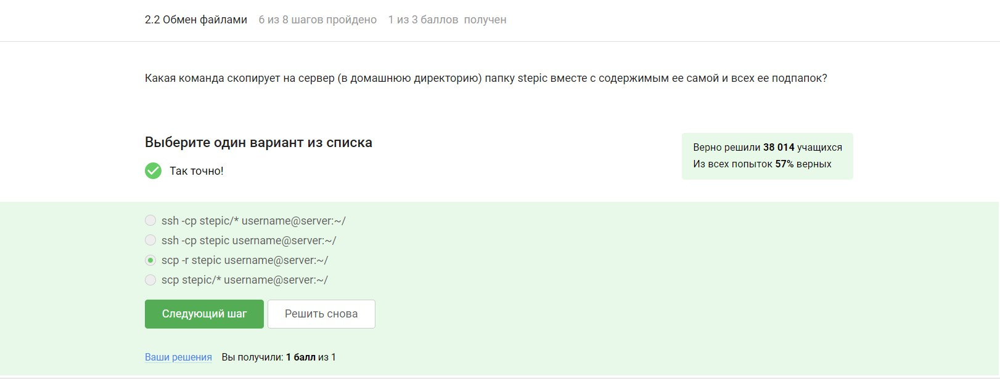 2.2 Обмен файлами 6 из 8 шагов пройдено 1 из 3 баллов получен
Какая команда скопирует на сервер (в домашнюю директорию) папку stepic вместе с содержимым ее самой и всех ее подпапок?
Выберите один вариант из списка
Так точно!
Верно решили 38 014 учащихся
Из всех попыток 57% верных
ssh -cp stepic/* username@server:~/
ssh -cp stepic username@server:~/
scp -r stepic username@server:~/
scp stepic/* username@server:~/
Следующий шаг Решить снова
Ваши решения Вы получили: 1 балл из 1